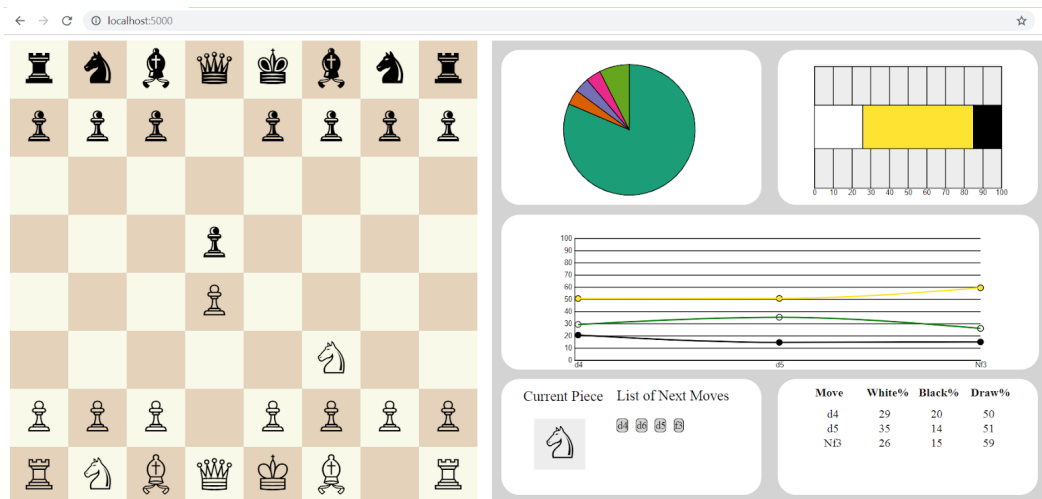 localhost:5000
0 10 20 30 40 50 60 70 80 90 100
100
90
80
70
60
50
40
30
20
10
0
d4 d5 Nf3
Current Piece List of Next Moves
d4 d6 d5 f3
Move White% Black% Draw%
d4 29 20 50
d5 35 14 51
Nf3 26 15 59